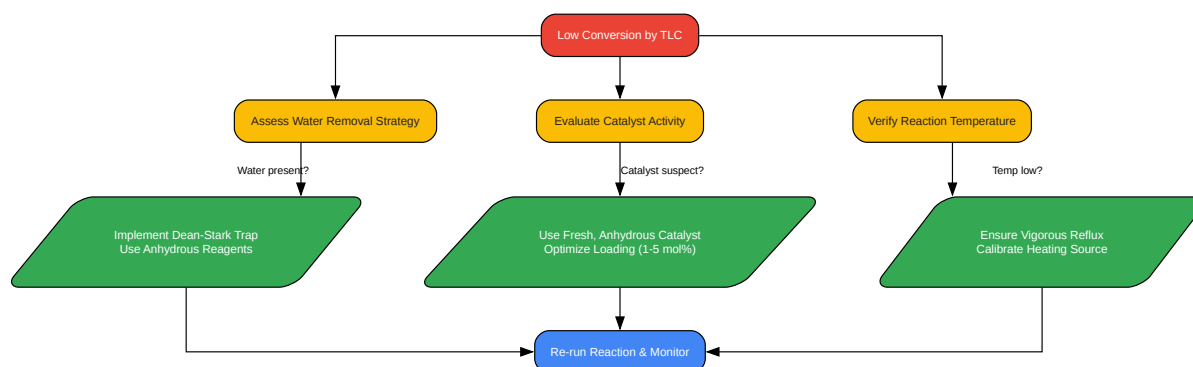 Low Conversion by TLC
Assess Water Removal Strategy
Evaluate Catalyst Activity
Verify Reaction Temperature
Water present?
Catalyst suspect?
Temp low?
Implement Dean-Stark Trap
Use Anhydrous Reagents
Use Fresh, Anhydrous Catalyst
Optimize Loading (1-5 mol%)
Ensure Vigorous Reflux
Calibrate Heating Source
Re-run Reaction & Monitor